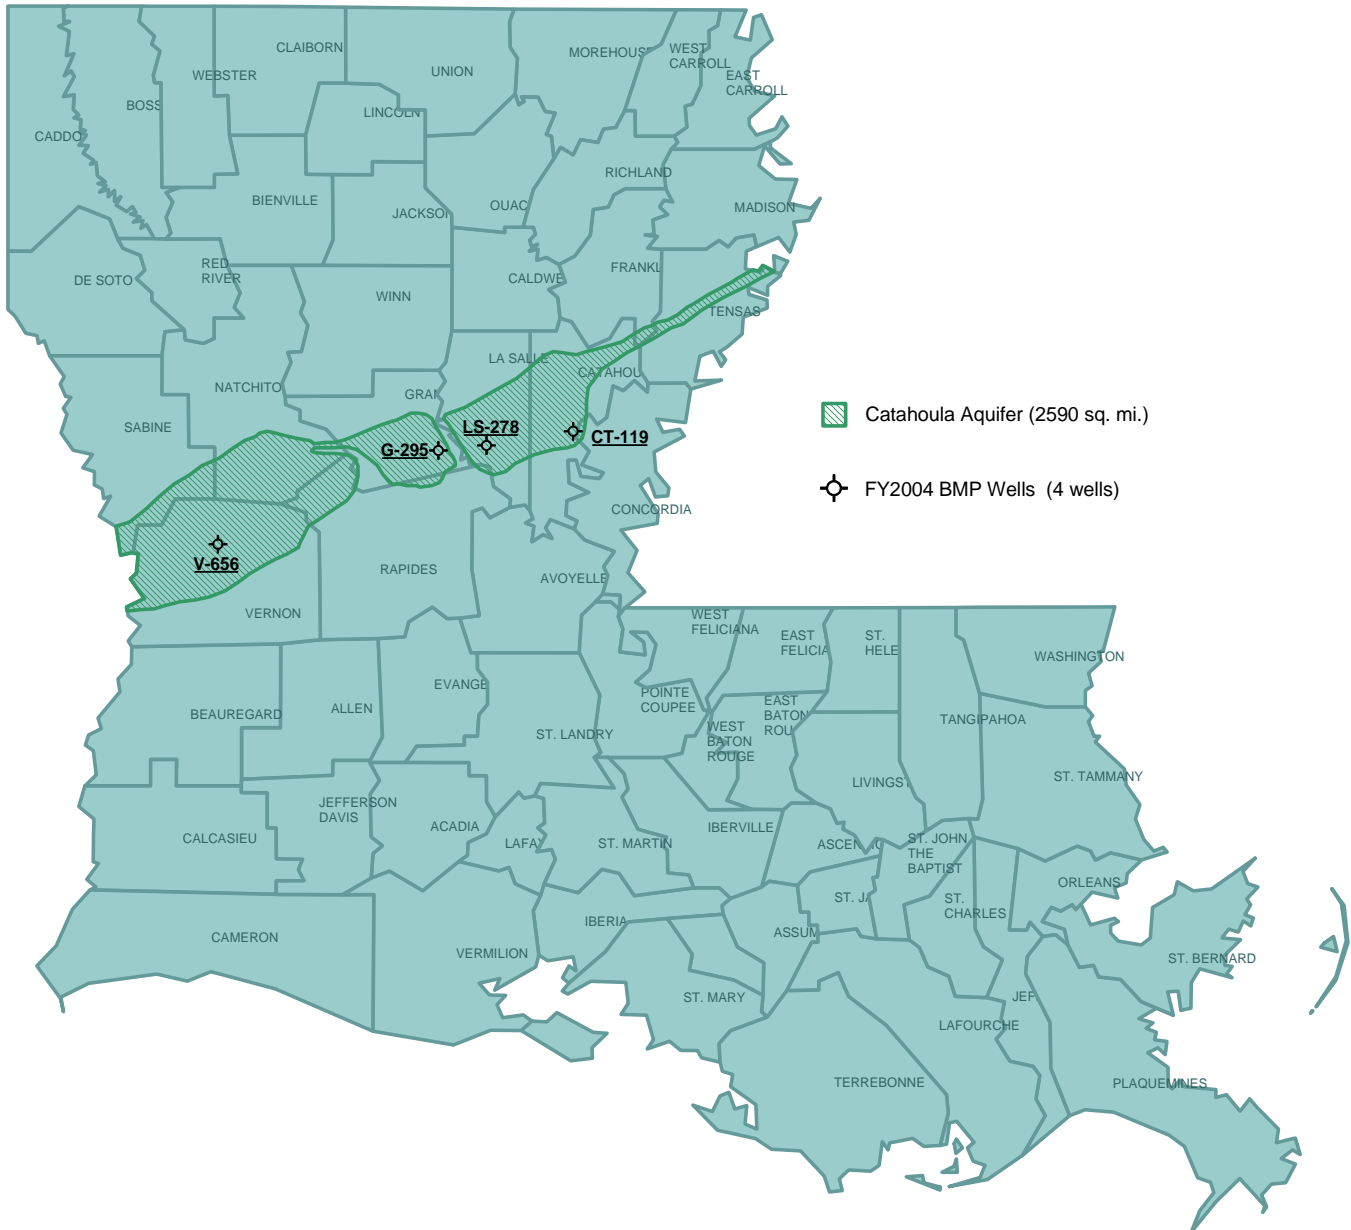 CLAIBORN
MOREHOUS
WEST
CARROLL
UNION
WEBSTER
EAST
CARROLL
BOSS
LINCOLN
CADDO
RICHLAND
BIENVILLE
JACKSO
OUAC
MADISON
DE SOTO
RED
RIVER
CALDWE
FRANKL
WINN
TENSAS
LA SALLE
CATAHOU
NATCHITO
GRA
SABINE
Catahoula Aquifer (2590 sq. mi.)
LS-278
CT-119
G-295
FY2004 BMP Wells (4 wells)
CONCORDIA
V-656
RAPIDES
AVOYELLE
VERNON
WEST
FELICIANA
EAST
FELICIA
ST.
HELE
WASHINGTON
EVANGE
POINTE
COUPEE
EAST
BATON
ROU
BEAUREGARD
ALLEN
TANGIPAHOA
WEST
BATON
ROUGE
ST. LANDRY
LIVINGST
ST. TAMMANY
JEFFERSON
DAVIS
CALCASIEU
ACADIA
LAFA
ST. MARTIN
IBERVILLE
ASCEN
ST. JOHN
THE
BAPTIST
ORLEANS
ST. JA
ST.
CHARLES
IBERIA
ASSUM
CAMERON
VERMILION
ST. BERNARD
ST. MARY
JEF
LAFOURCHE
TERREBONNE
PLAQUEMINES